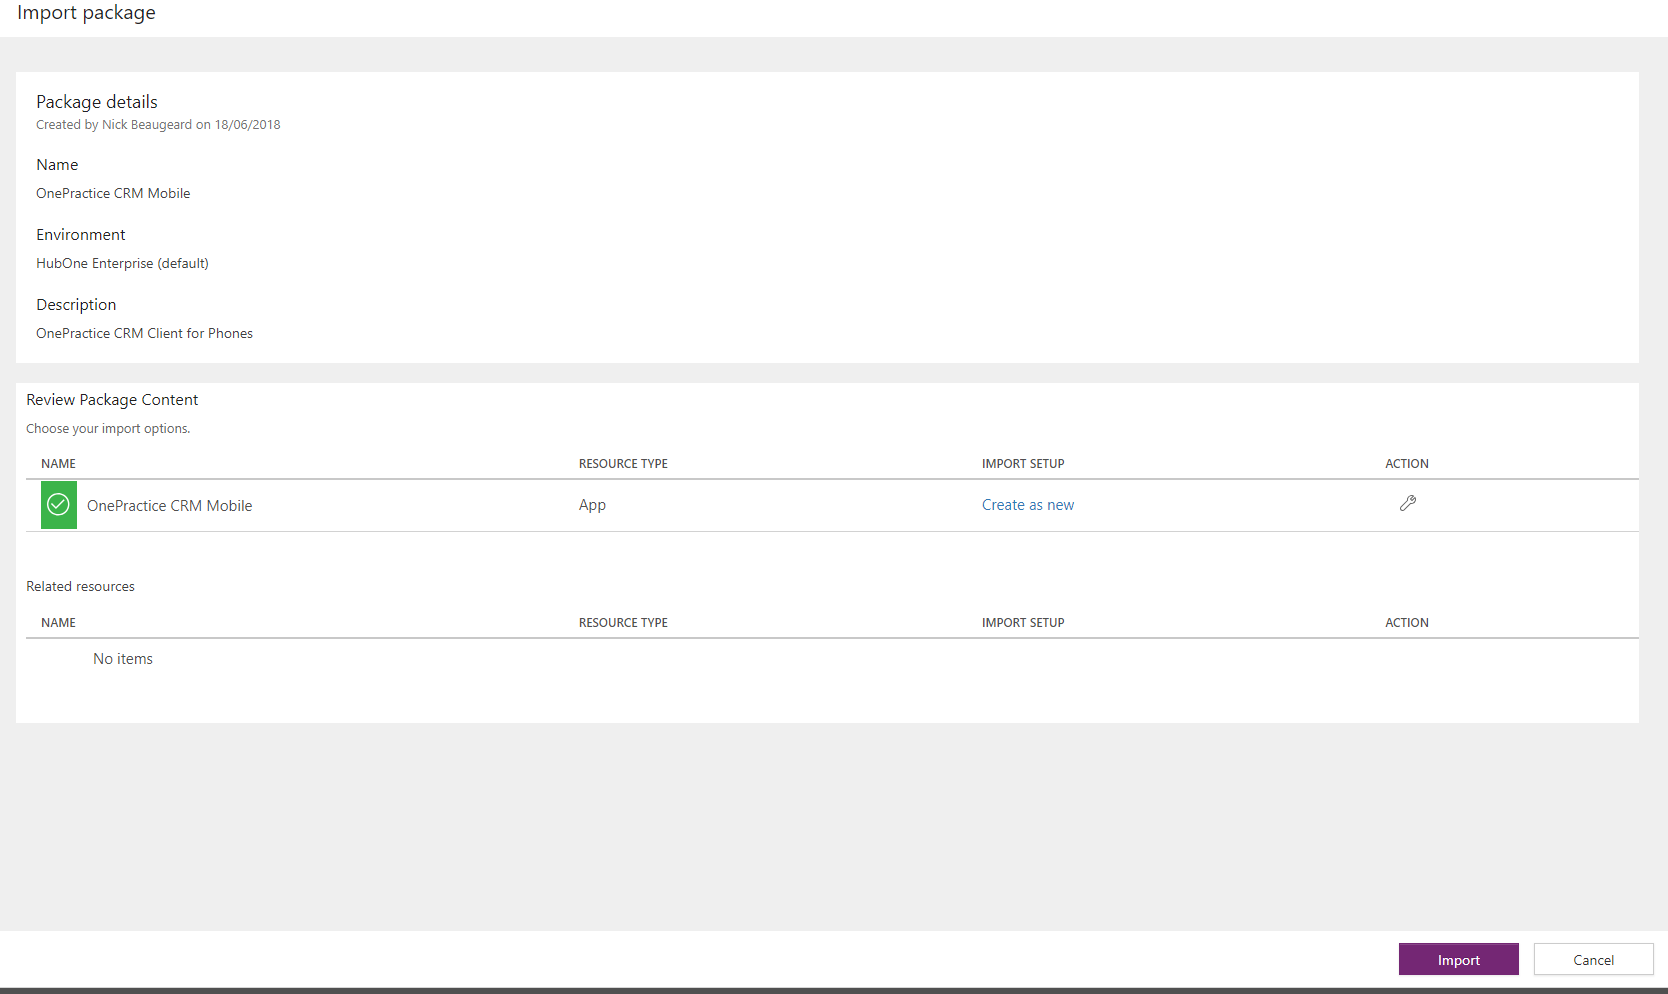 Import package
Package details
Created by Nick Beaugeard on 18/06/2018
Name
OnePractice CRM Mobile
Environment
HubOne Enterprise (default)
Description
OnePractice CRM Client for Phones
Review Package Content
Choose your import options.
NAME RESOURCE TYPE IMPORT SETUP ACTION
OnePractice CRM Mobile App Create as new
Related resources
NAME RESOURCE TYPE IMPORT SETUP ACTION
No items
Import Cancel